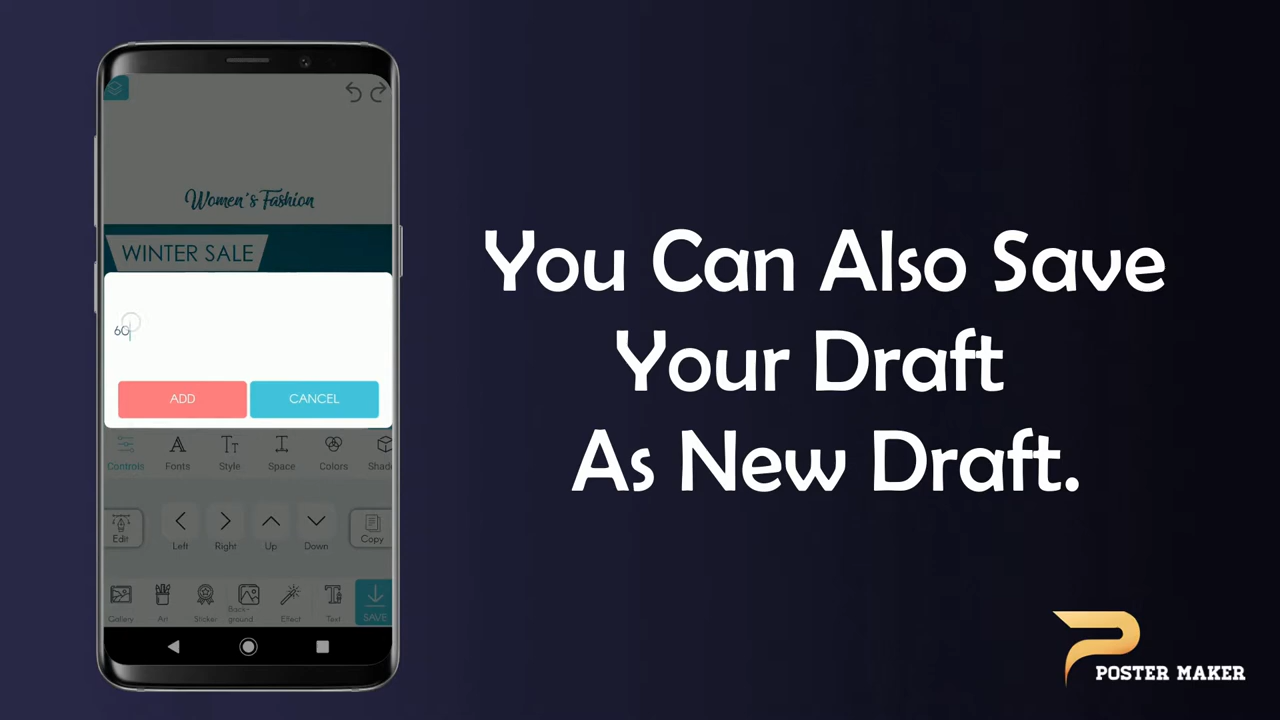 Women's Fashion
WINTER SALE
60
ADD CANCEL
Controls Fonts Style Space Colors Shado
Edit Left Right Up Down Copy
Gallery Art Sticker Back-ground Effect Text SAVE
You Can Also Save
Your Draft
As New Draft.
POSTER MAKER